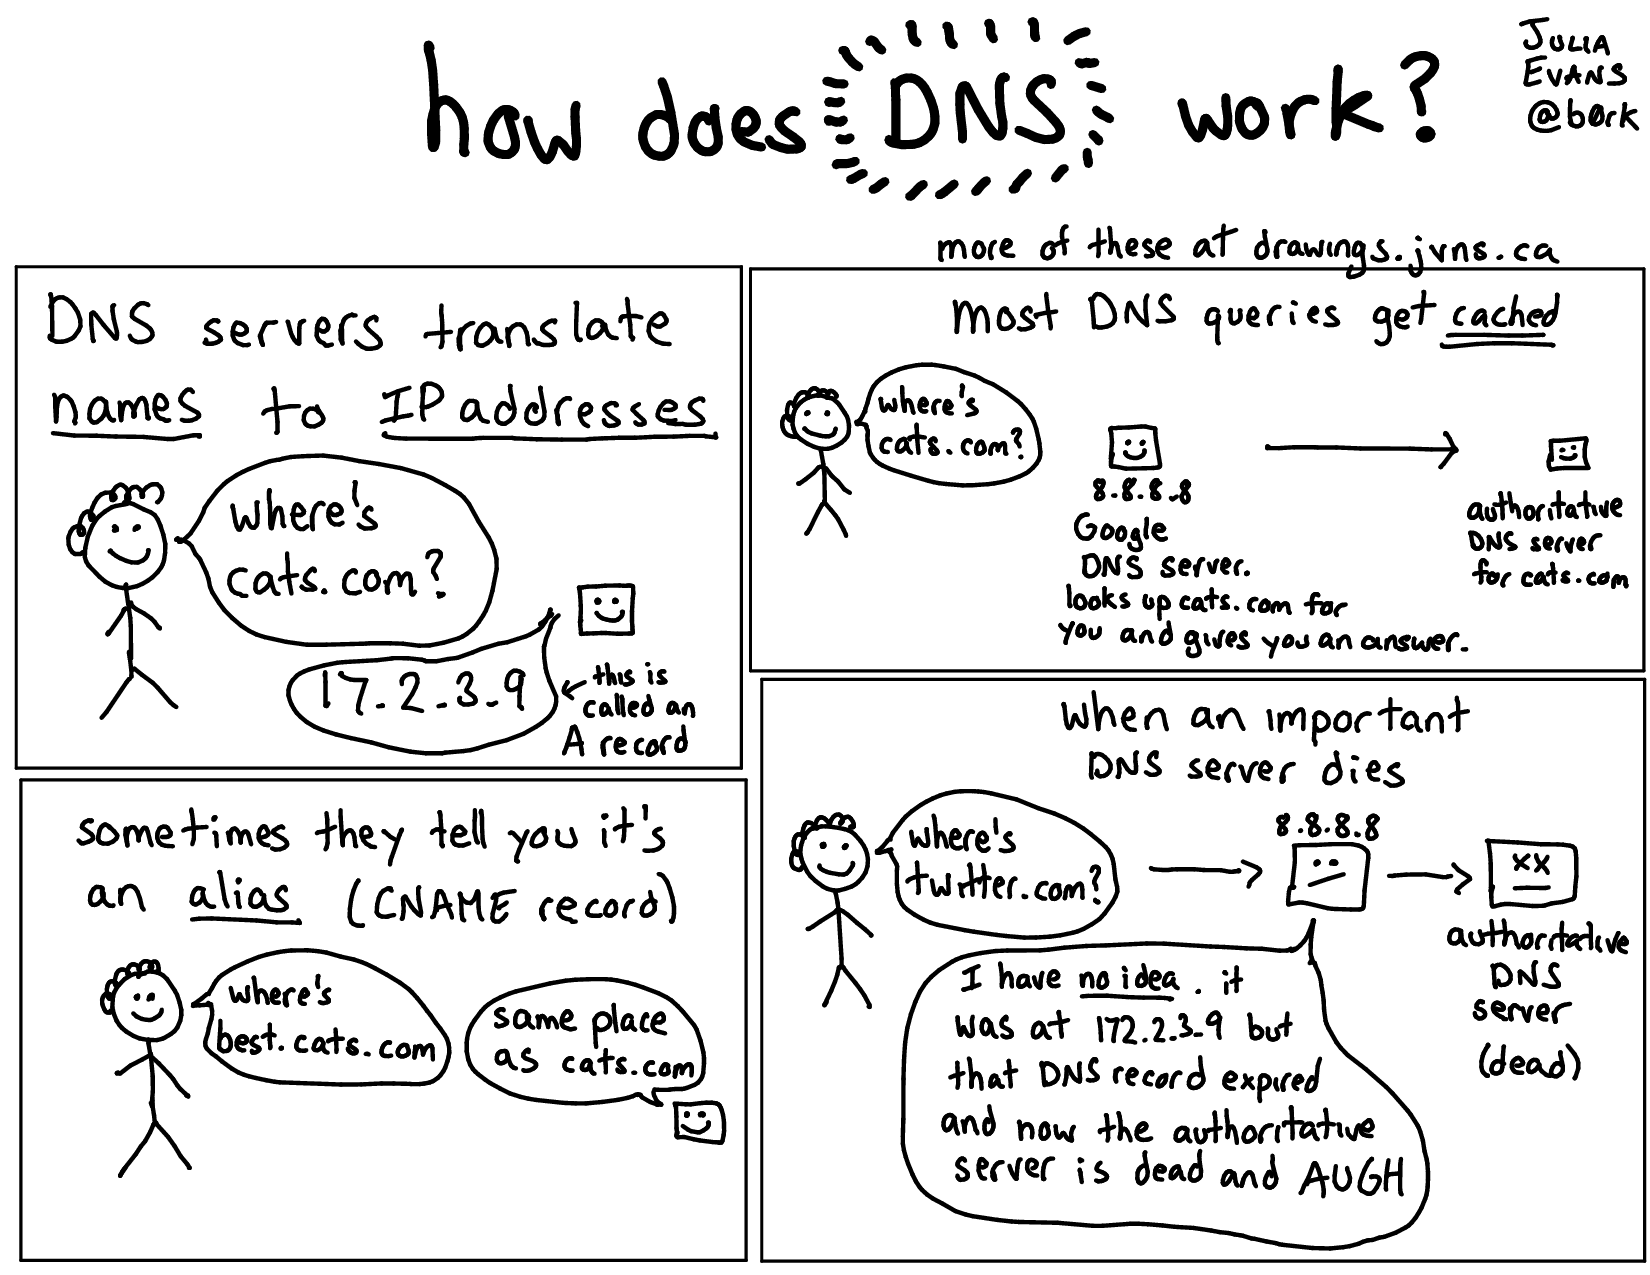 how does DNS work?
JULIA
EVANS
@b0rk
more of these at drawings.jvns.ca
DNS servers translate
names to IP addresses
where's
cats.com?
17.2.3.9
this is
called an
A record
most DNS queries get cached
where's
cats.com?
8.8.8.8
Google
DNS server.
looks up cats.com for
you and gives you an answer.
authoritative
DNS server
for cats.com
sometimes they tell you it's
an alias (CNAME record)
where's
best.cats.com
same place
as cats.com
when an important
DNS server dies
where's
twitter.com?
8.8.8.8
xx
authoritative
DNS
server
(dead)
I have no idea. it
was at 172.2.3.9 but
that DNS record expired
and now the authoritative
server is dead and AUGH